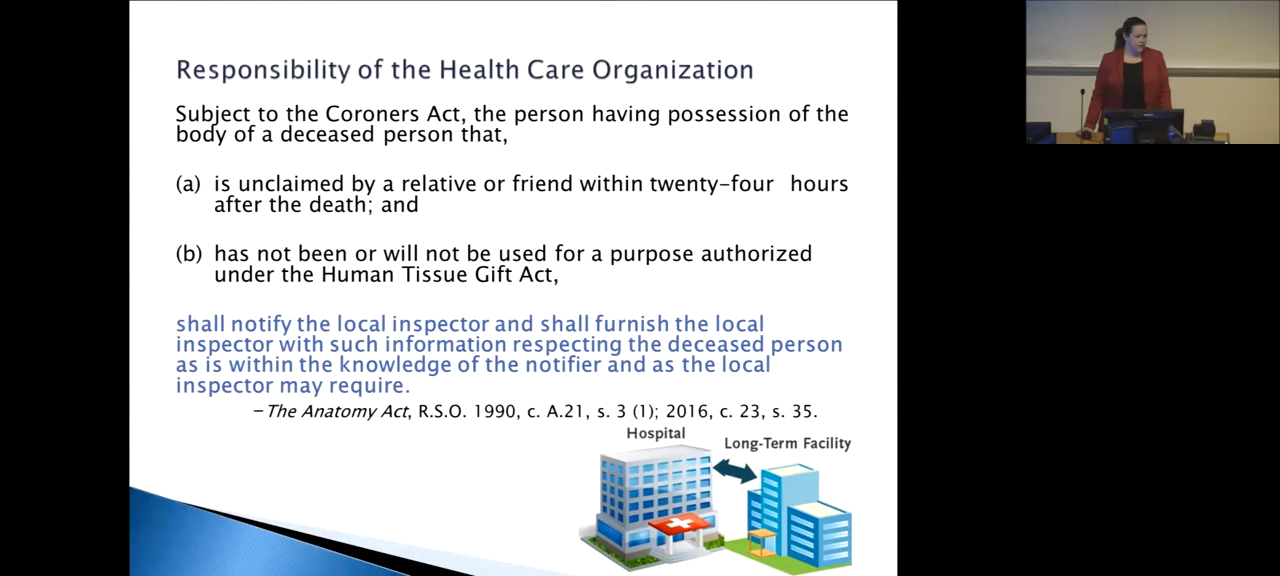 Responsibility of the Health Care Organization
Subject to the Coroners Act, the person having possession of the
body of a deceased person that,
(a) is unclaimed by a relative or friend within twenty-four hours
after the death; and
(b) has not been or will not be used for a purpose authorized
under the Human Tissue Gift Act,
shall notify the local inspector and shall furnish the local
inspector with such information respecting the deceased person
as is within the knowledge of the notifier and as the local
inspector may require.
– The Anatomy Act, R.S.O. 1990, c. A.21, s. 3 (1); 2016, c. 23, s. 35.
Hospital
Long-Term Facility